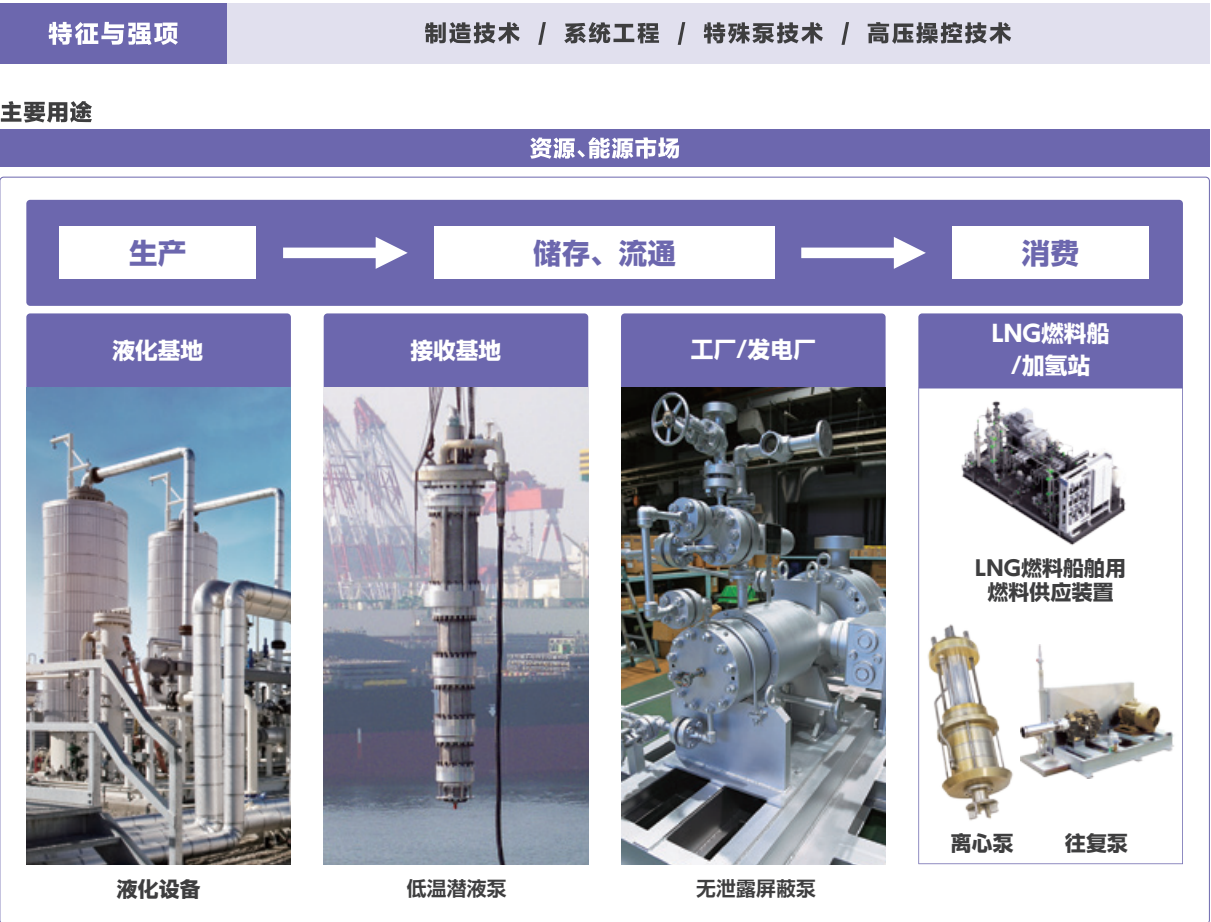 特征与强项
制造技术 / 系统工程 / 特殊泵技术 / 高压操控技术
主要用途
资源、能源市场
生产
储存、流通
消费
液化基地
接收基地
工厂/发电厂
LNG燃料船
/加氢站
LNG燃料船舶用
燃料供应装置
离心泵
往复泵
液化设备
低温潜液泵
无泄露屏蔽泵